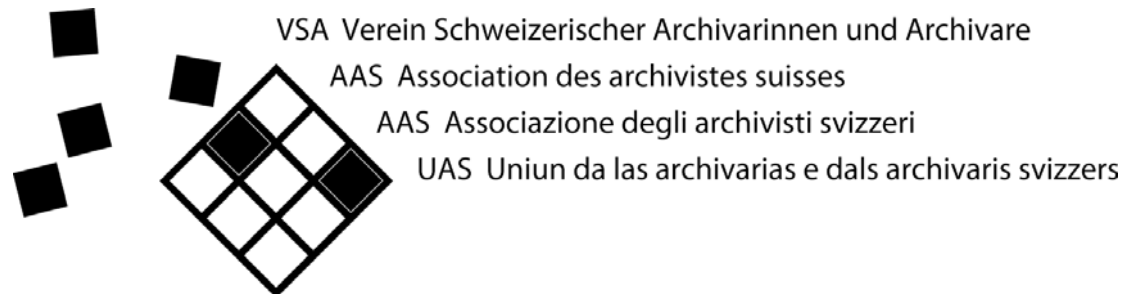 VSA Verein Schweizerischer Archivarinnen und Archivare
AAS Association des archivistes suisses
AAS Associazione degli archivisti svizzeri
UAS Uniun da las archivarias e dals archivaris svizzers